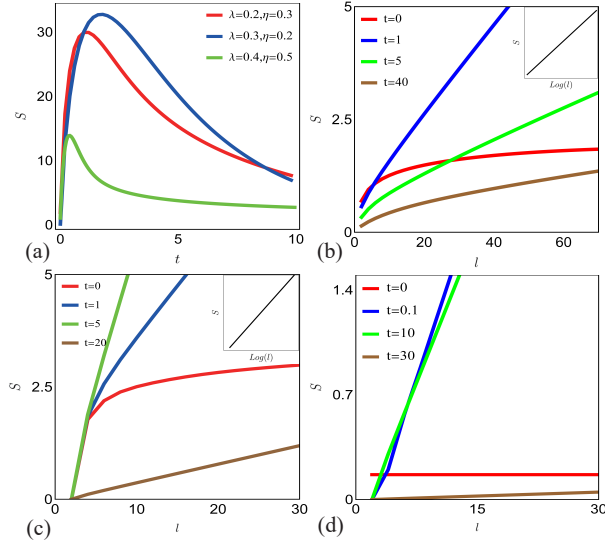 30
20
10
0
S
λ=0.2,η=0.3
λ=0.3,η=0.2
λ=0.4,η=0.5
0
5
10
t
(a)
5
2.5
0
S
t=0
t=1
t=5
t=40
S
Log(l)
0
20
40
60
l
(b)
5
2.5
0
S
t=0
t=1
t=5
t=20
S
Log(l)
0
10
20
30
l
(c)
1.4
0.7
0
S
t=0
t=0.1
t=10
t=30
0
15
30
l
(d)